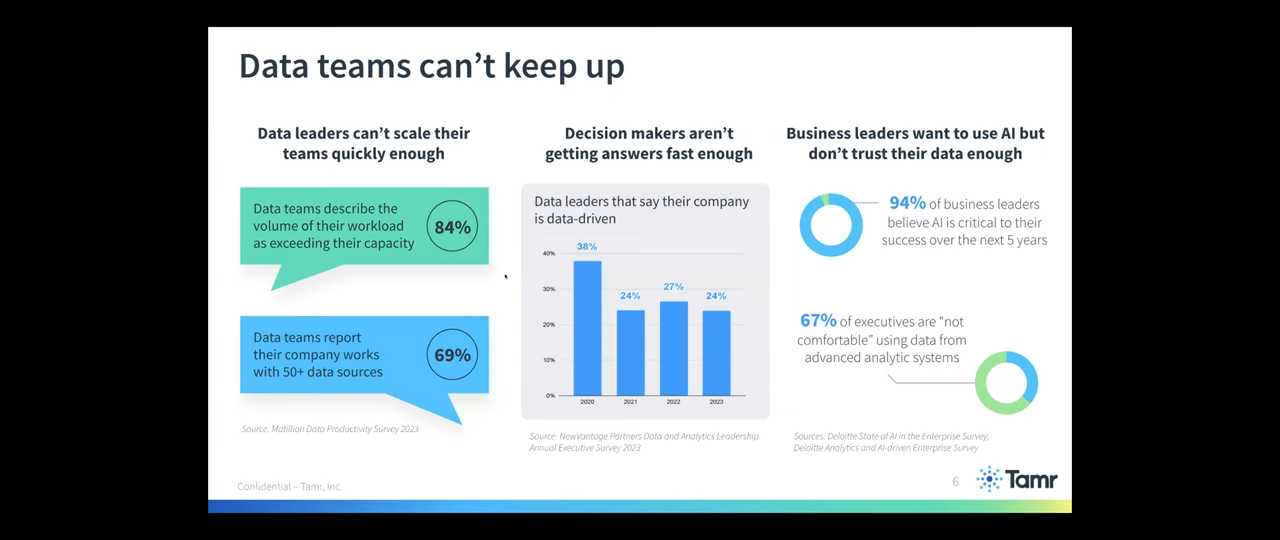 Data teams can't keep up
Data leaders can't scale their
teams quickly enough
Data teams describe the
volume of their workload
as exceeding their capacity
84%
Data teams report
their company works
with 50+ data sources
69%
Source: Matillion Data Productivity Survey 2023
Decision makers aren't
getting answers fast enough
Data leaders that say their company
is data-driven
38%
24%
27%
24%
40%
30%
20%
10%
0%
2020
2021
2022
2023
Source: NewVantage Partners Data and Analytics Leadership
Annual Executive Survey 2023
Business leaders want to use AI but
don't trust their data enough
94% of business leaders
believe AI is critical to their
success over the next 5 years
67% of executives are “not
comfortable” using data from
advanced analytic systems
Sources: Deloitte State of AI in the Enterprise Survey,
Deloitte Analytics and AI-driven Enterprise Survey
Confidential – Tamr, Inc.
6
Tamr